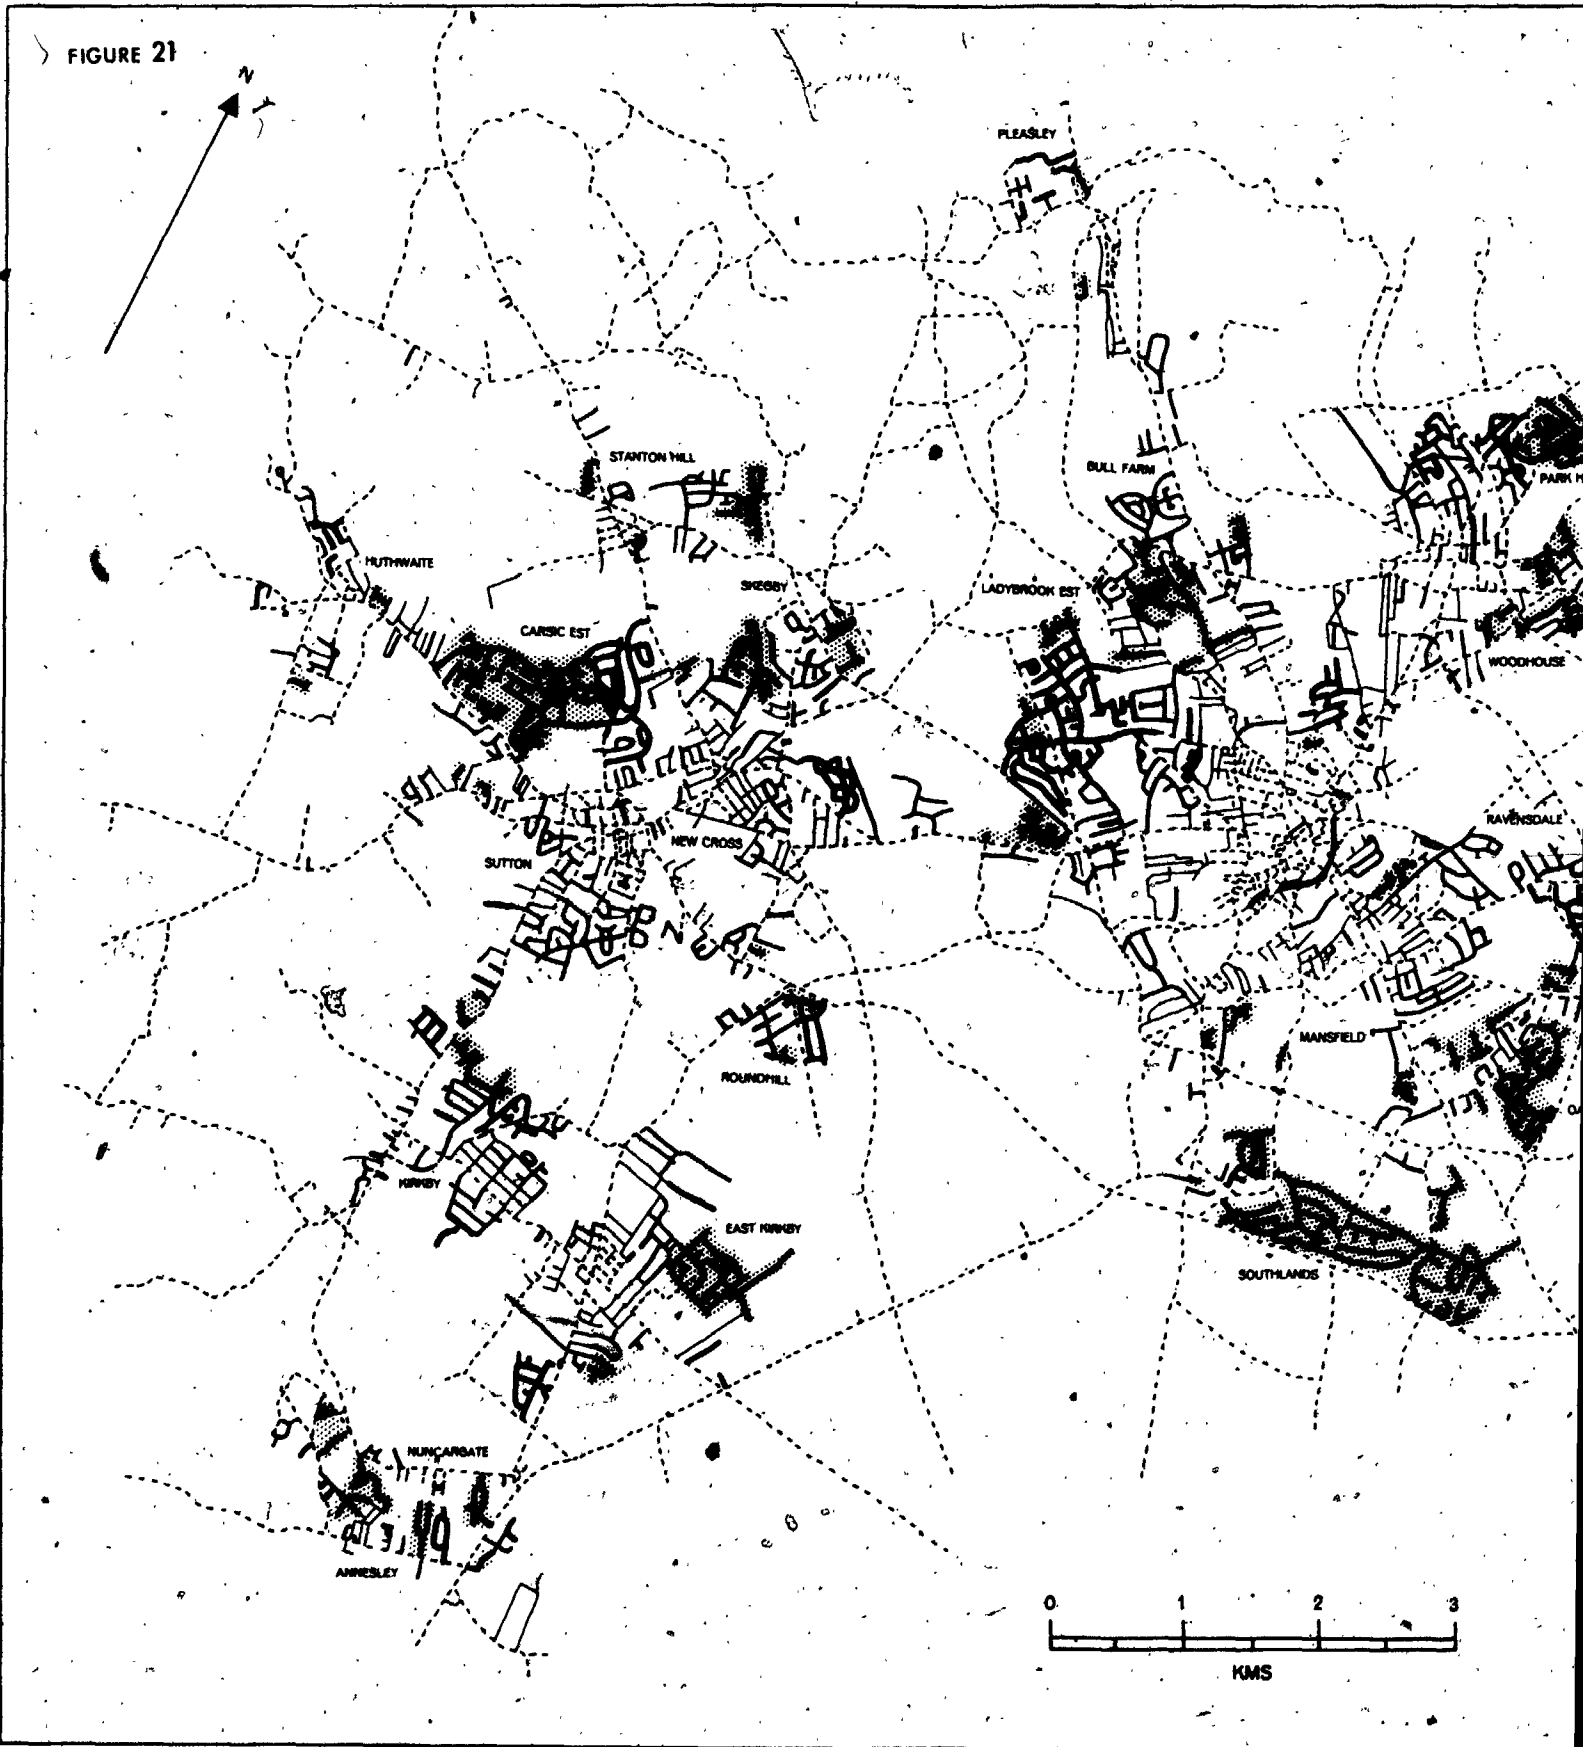 FIGURE 21
N
PLEASLEY
STANTON HILL
BULL FARM
PARK H
HUTHWAITE
SKEGBY
LADYBROOK EST
CARSIC EST
WOODHOUSE
RAVENSDALE
NEW CROSS
SUTTON
MANSFIELD
ROUNDHILL
OA
KIRKBY
EAST KIRKBY
SOUTHLANDS
NUNCARGATE
ANNESLEY
0 1 2 3
KMS